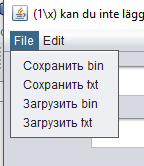 (1\x) kan du inte lägg
File Edit
Сохранить bin
Сохранить txt
Загрузить bin
Загрузить txt